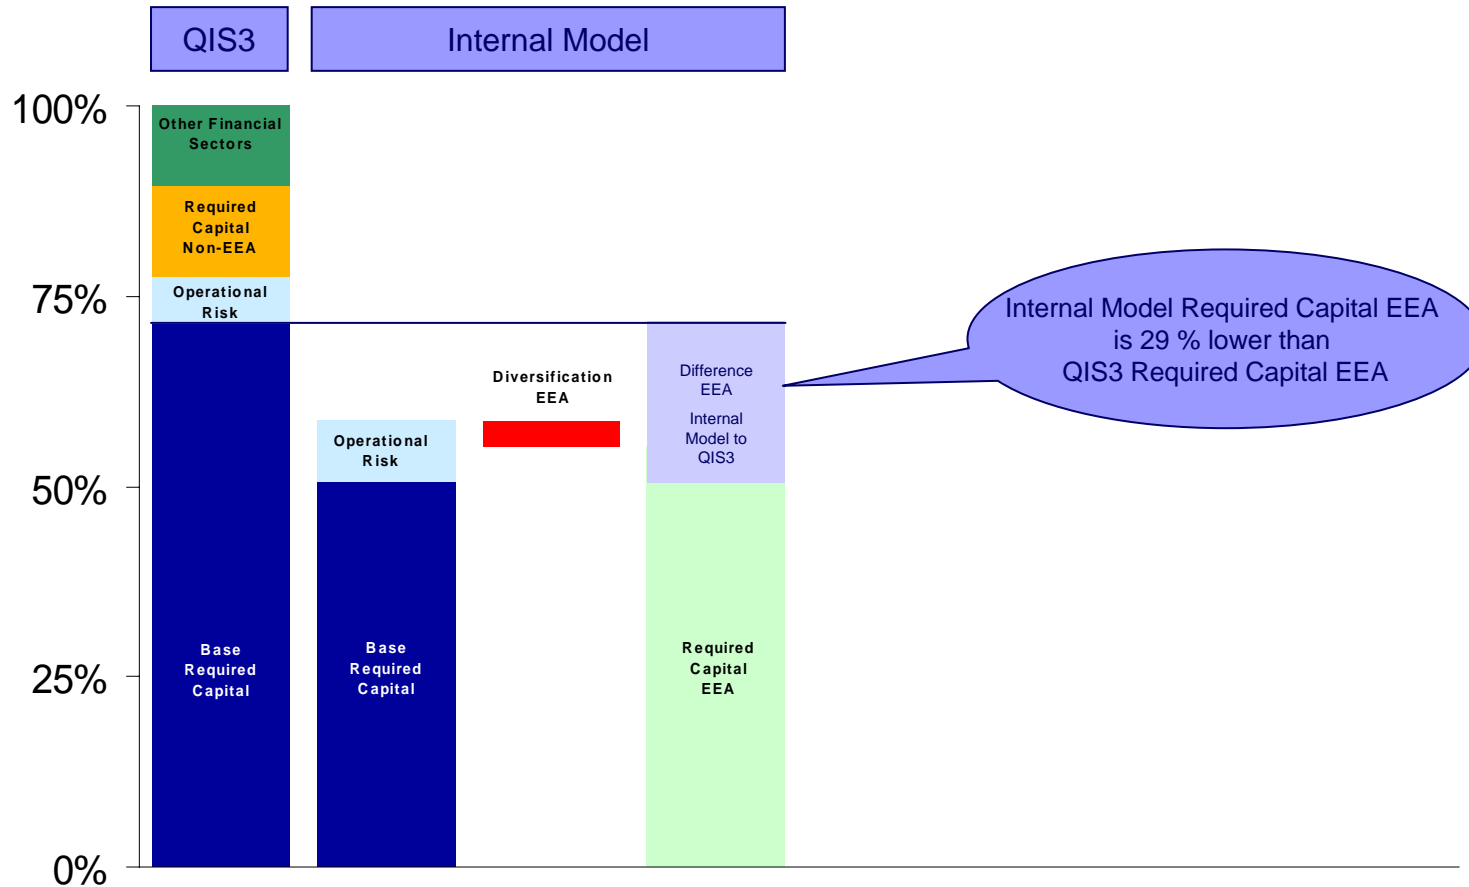 QIS3
Internal Model
100%
75%
50%
25%
0%
Other Financial
Sectors
Required
Capital
Non-EEA
Operational
Risk
Base
Required
Capital
Operational
Risk
Base
Required
Capital
Diversification
EEA
Difference
EEA
Internal
Model to
QIS3
Required
Capital
EEA
Internal Model Required Capital EEA
is 29 % lower than
QIS3 Required Capital EEA